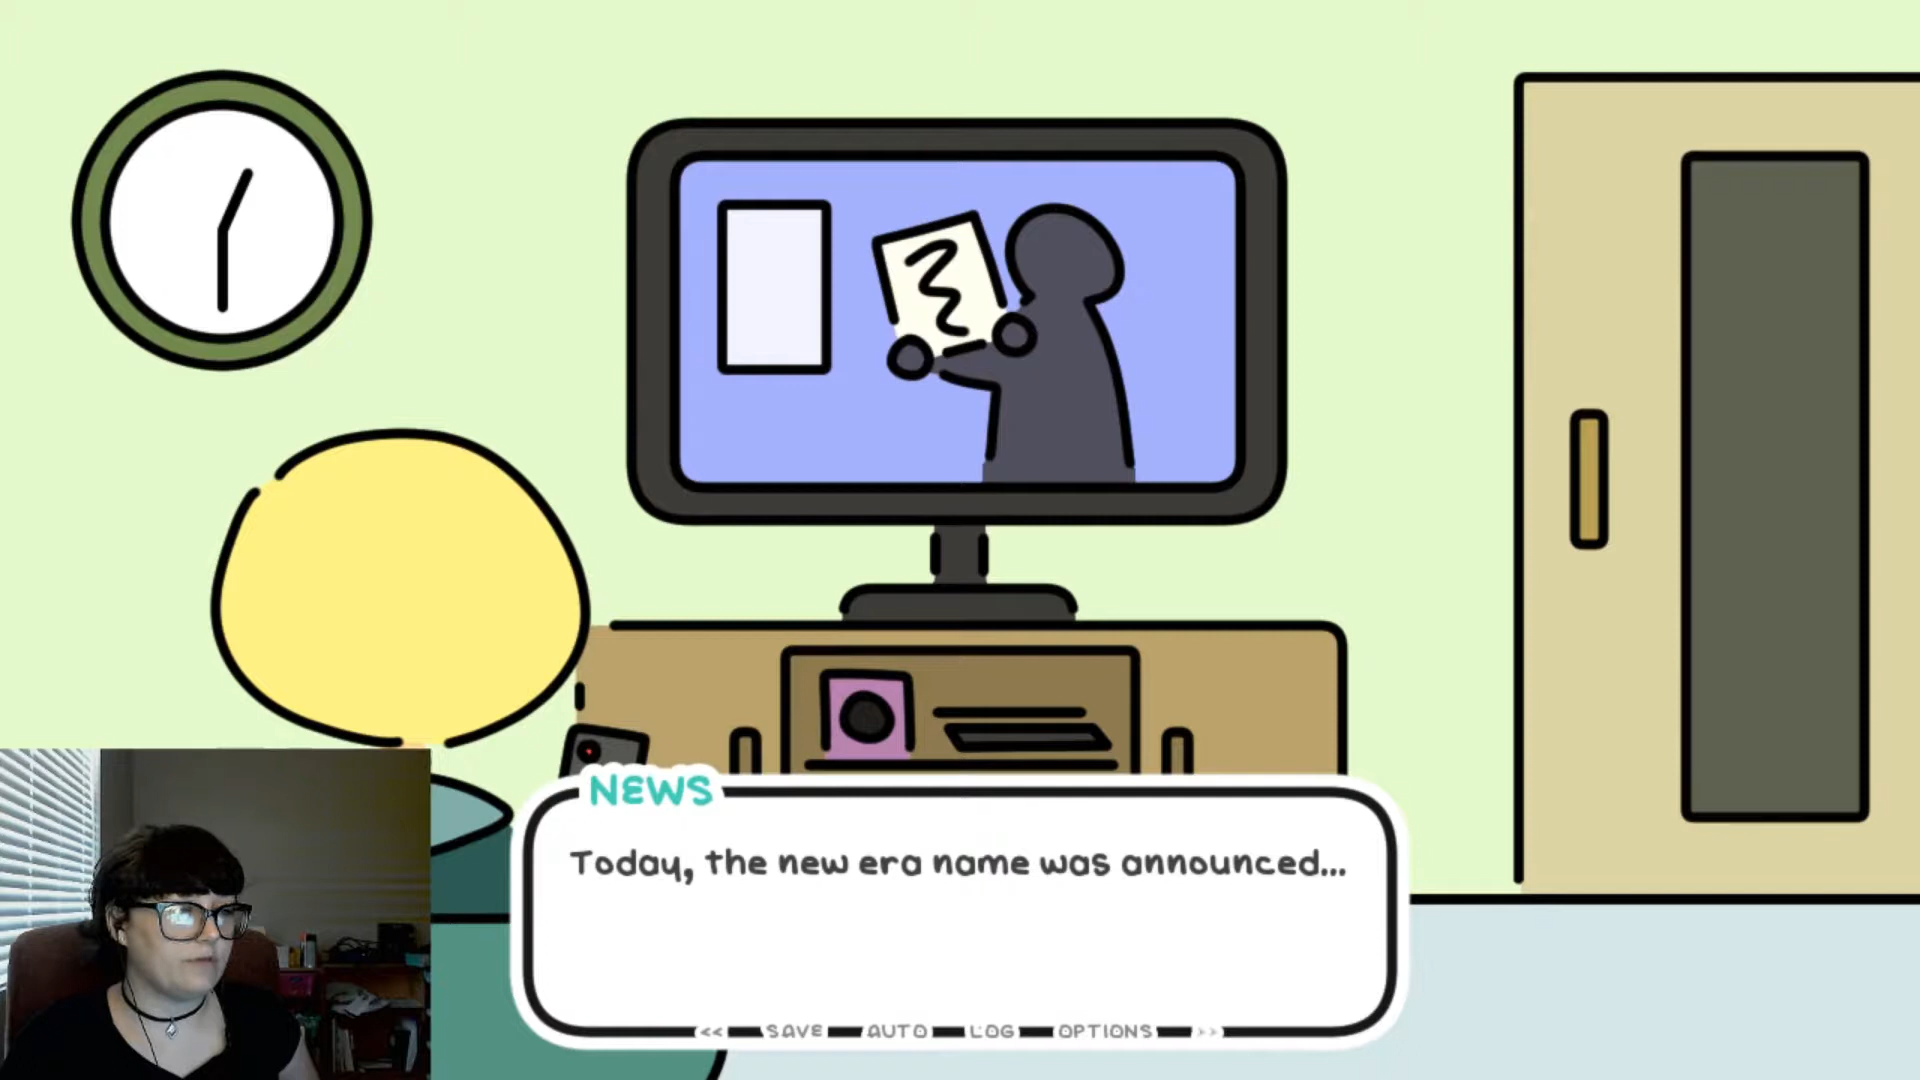 NEWS
Today, the new era name was announced...
<< SAVE AUTO LOG OPTIONS >>